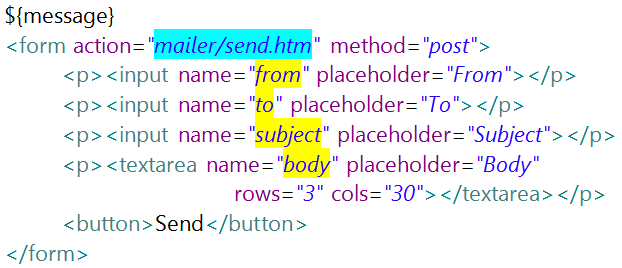 ${message}
<form action="mailer/send.htm" method="post">
<p><input name="from" placeholder="From"></p>
<p><input name="to" placeholder="To"></p>
<p><input name="subject" placeholder="Subject"></p>
<p><textarea name="body" placeholder="Body"
rows="3" cols="30"></textarea></p>
<button>Send</button>
</form>